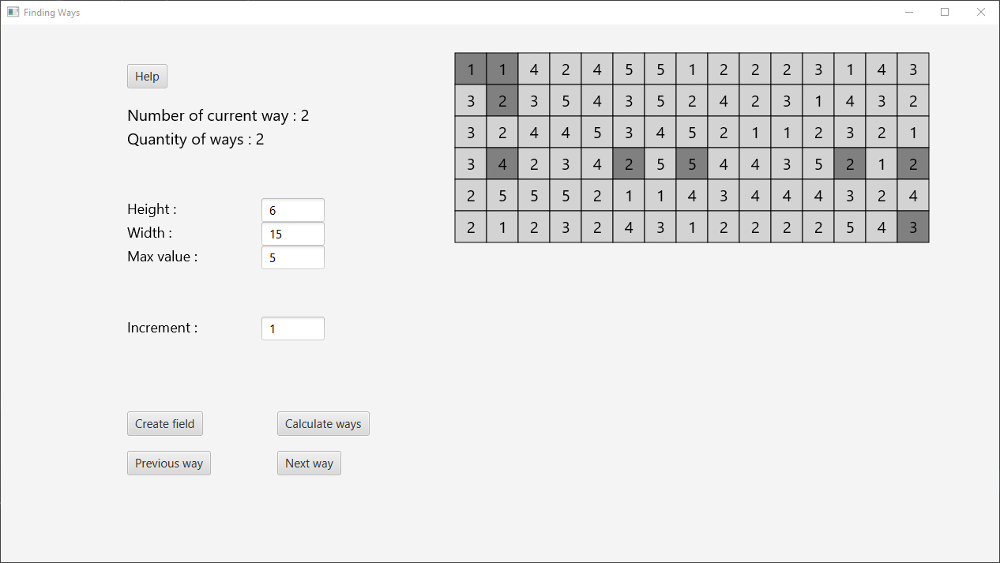 Finding Ways
Help
Number of current way : 2
Quantity of ways : 2
Height : 6
Width : 15
Max value : 5
Increment : 1
Create field Calculate ways
Previous way Next way
1 1 4 2 4 5 5 1 2 2 2 3 1 4 3
3 2 3 5 4 3 5 2 4 2 3 1 4 3 2
3 2 4 4 5 3 4 5 2 1 1 2 3 2 1
3 4 2 3 4 2 5 5 4 4 3 5 2 1 2
2 5 5 5 2 1 1 4 3 4 4 4 3 2 4
2 1 2 3 2 4 3 1 2 2 2 2 5 4 3